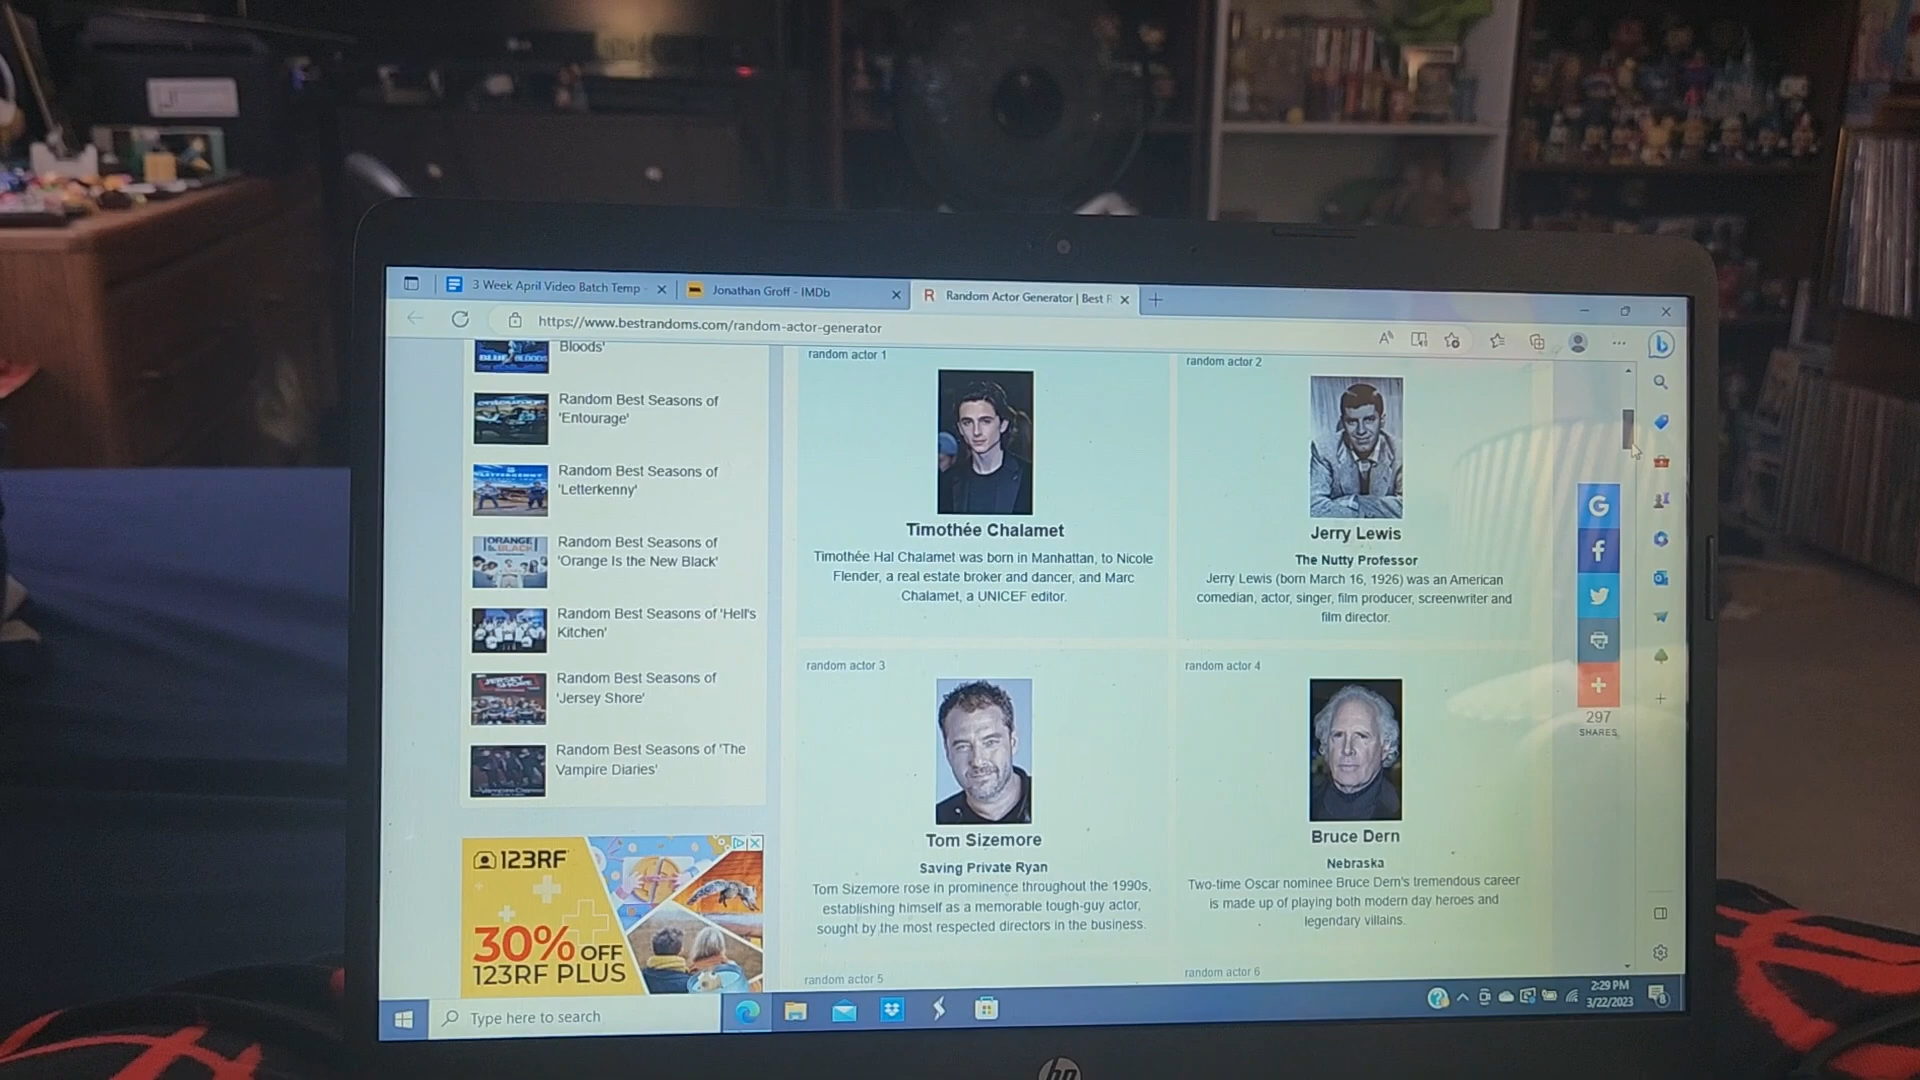 3 Week April Video Batch Temp -
Jonathan Groff - IMDb
Random Actor Generator | Best R
https://www.bestrandoms.com/random-actor-generator
Bloods'
BLUE BLOODS
Random Best Seasons of
'Entourage'
Random Best Seasons of
'Letterkenny'
LETTERKENNY
Random Best Seasons of
'Orange Is the New Black'
ORANGE
BLACK
Random Best Seasons of 'Hell's
Kitchen'
Random Best Seasons of
'Jersey Shore'
JERSEY
SHORE
Random Best Seasons of 'The
Vampire Diaries'
123RF
30% OFF
123RF PLUS
random actor 1
Timothée Chalamet
Timothée Hal Chalamet was born in Manhattan, to Nicole
Flender, a real estate broker and dancer, and Marc
Chalamet, a UNICEF editor.
random actor 2
Jerry Lewis
The Nutty Professor
Jerry Lewis (born March 16, 1926) was an American
comedian, actor, singer, film producer, screenwriter and
film director.
random actor 3
Tom Sizemore
Saving Private Ryan
Tom Sizemore rose in prominence throughout the 1990s,
establishing himself as a memorable tough-guy actor,
sought by the most respected directors in the business.
random actor 4
Bruce Dern
Nebraska
Two-time Oscar nominee Bruce Dern's tremendous career
is made up of playing both modern day heroes and
legendary villains.
random actor 5
random actor 6
297
SHARES
Type here to search
2:29 PM
3/22/2023
8
hp